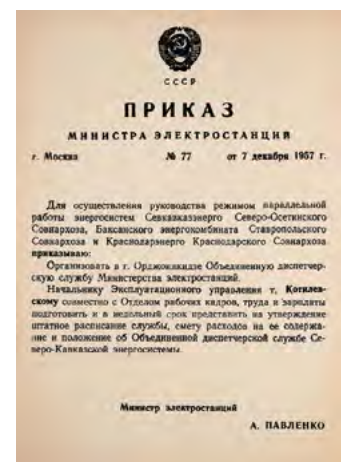 СССР
ПРИКАЗ
МИНИСТРА ЭЛЕКТРОСТАНЦИЙ
г. Москва № 77 от 7 декабря 1957 г.
Для осуществления руководства режимом параллельной
работы энергосистем Севкавказэнерго Северо-Осетинского
Совнархоза, Баксанского энергокомбината Ставропольского
Совнархоза и Краснодарэнерго Краснодарского Совнархоза
приказываю:
Организовать в г. Орджоникидзе Объединенную диспетчер-
скую службу Министерства электростанций.
Начальнику Эксплуатационного управления т. Котилев-
скому совместно с Отделом рабочих кадров, труда и зарплаты
подготовить и в недельный срок представить на утверждение
штатное расписание службы, смету расходов на ее содержа-
ние и положение об Объединенной диспетчерской службе Се-
веро-Кавказской энергосистемы.
Министр электростанций
А. ПАВЛЕНКО